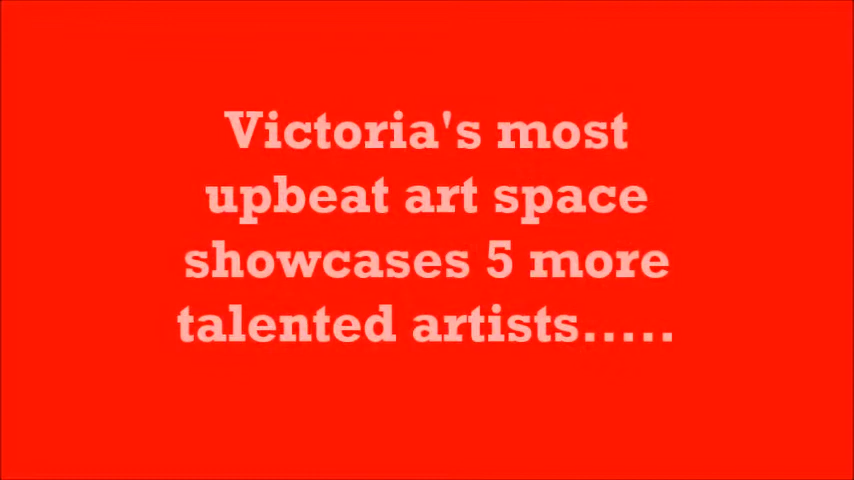 Victoria's most
upbeat art space
showcases 5 more
talented artists.....